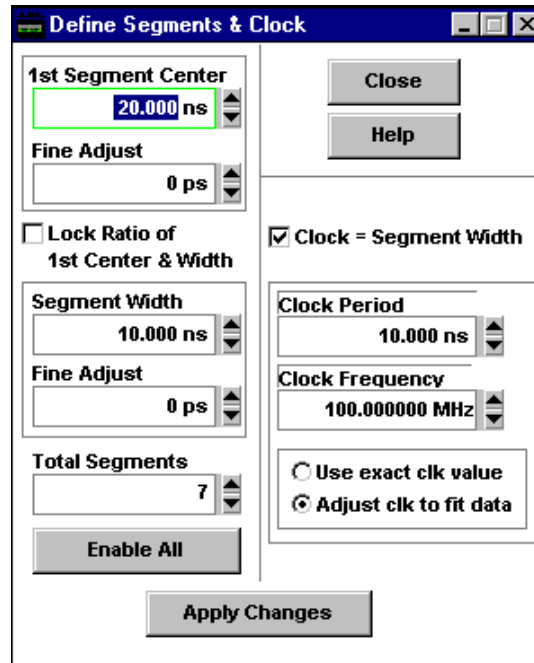 Define Segments & Clock
1st Segment Center
20.000 ns
Fine Adjust
0 ps
Lock Ratio of
1st Center & Width
Segment Width
10.000 ns
Fine Adjust
0 ps
Total Segments
7
Enable All
Close
Help
Clock = Segment Width
Clock Period
10.000 ns
Clock Frequency
100.000000 MHz
Use exact clk value
Adjust clk to fit data
Apply Changes